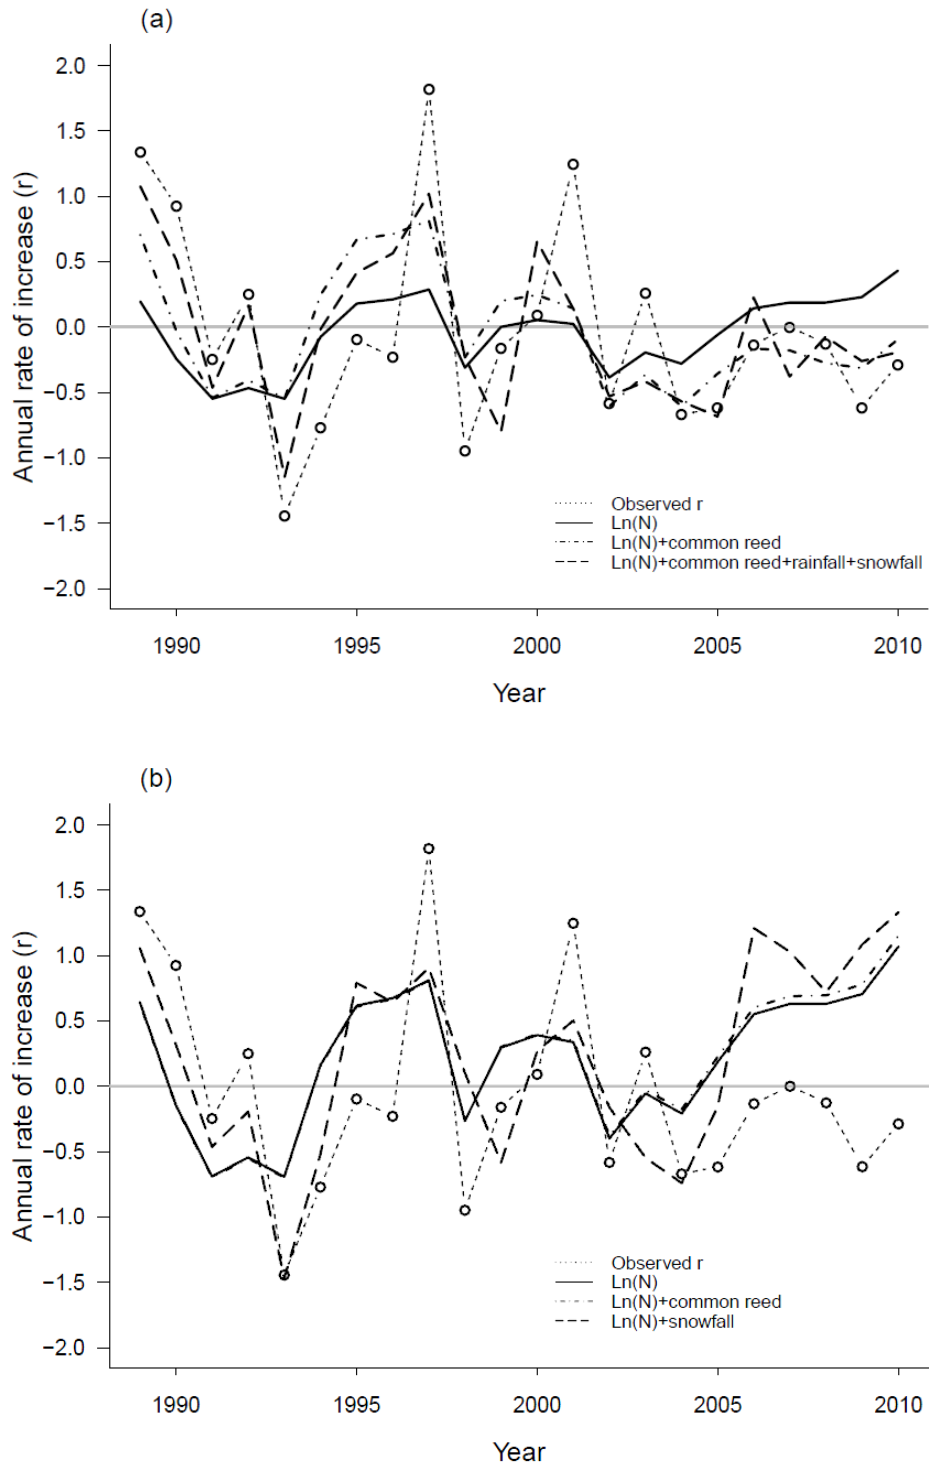 (a)
Annual rate of increase (r)
2.0
1.5
1.0
0.5
0.0
−0.5
−1.0
−1.5
−2.0
Observed r
Ln(N)
Ln(N)+common reed
Ln(N)+common reed+rainfall+snowfall
1990 1995 2000 2005 2010
Year
(b)
Annual rate of increase (r)
2.0
1.5
1.0
0.5
0.0
−0.5
−1.0
−1.5
−2.0
Observed r
Ln(N)
Ln(N)+common reed
Ln(N)+snowfall
1990 1995 2000 2005 2010
Year